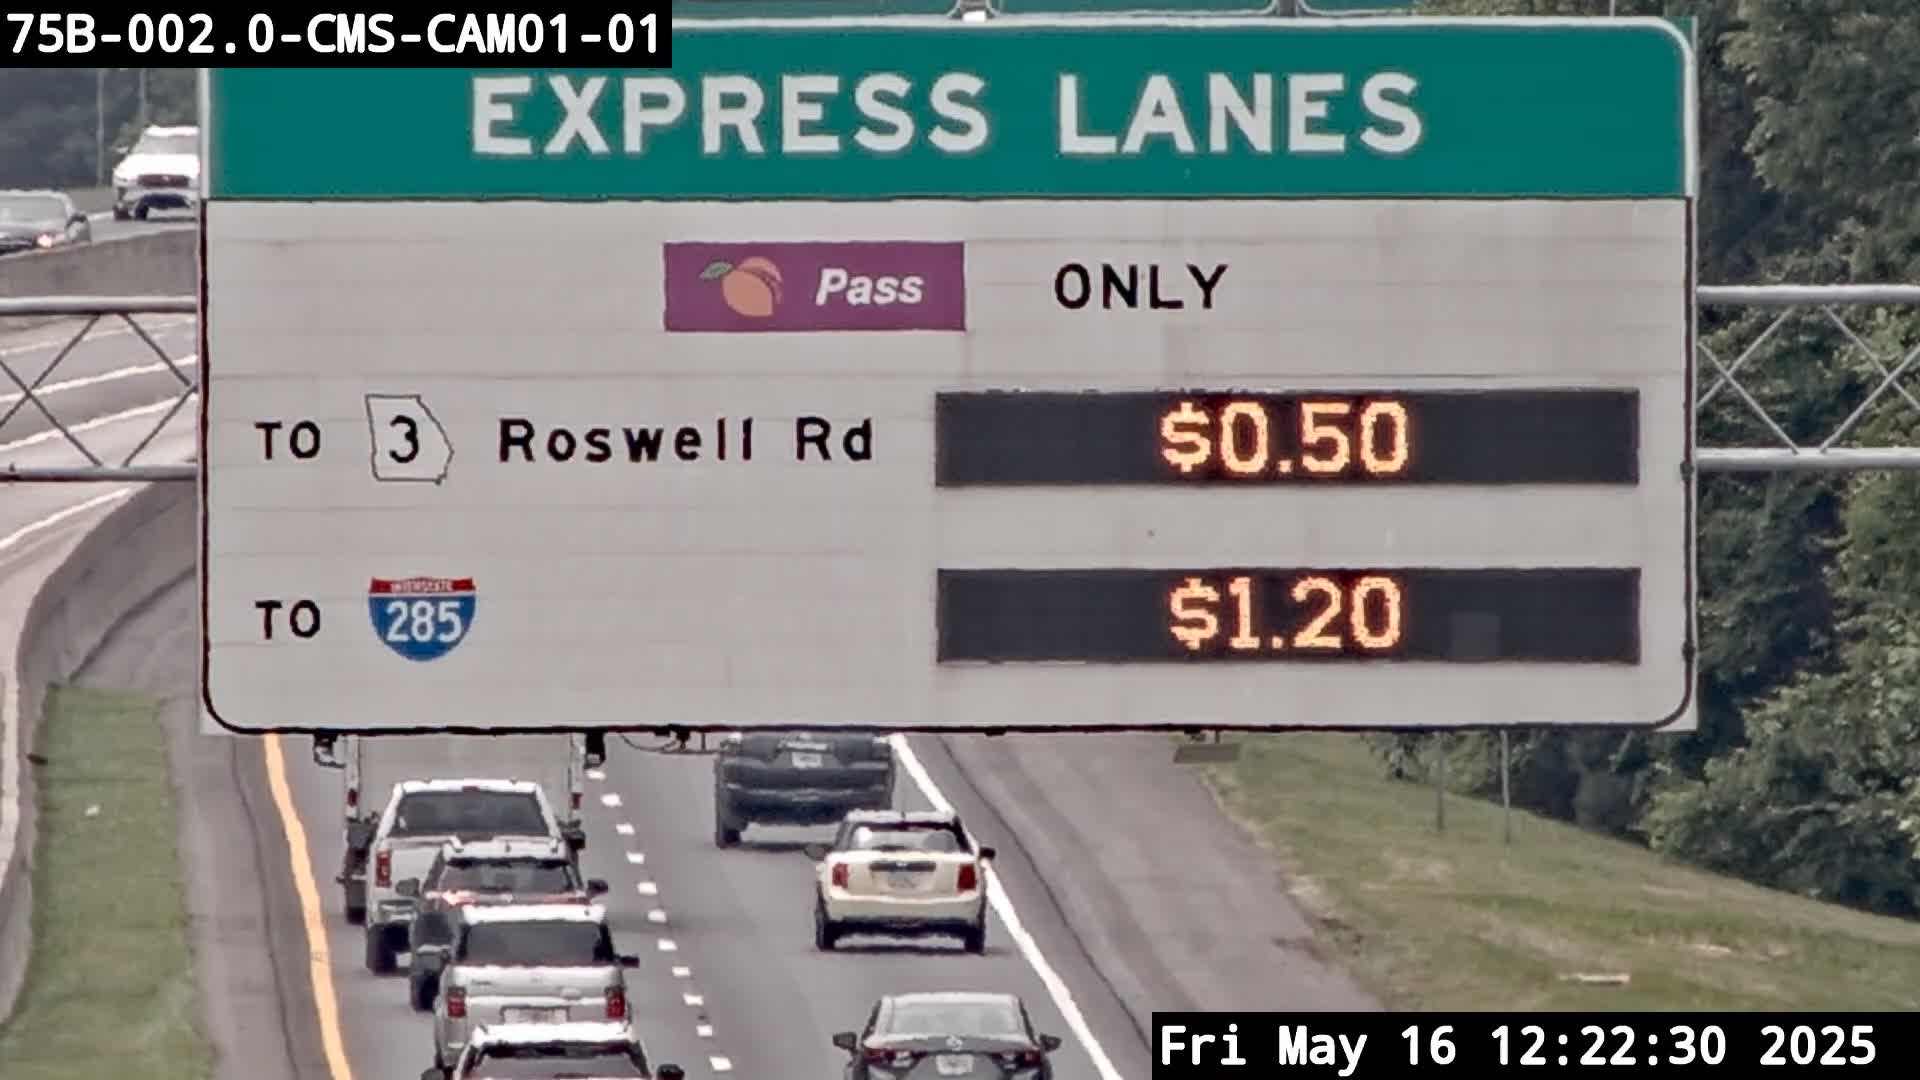 75B-002.0-CMS-CAM01-01
EXPRESS LANES
Pass ONLY
TO 3 Roswell Rd $0.50
TO INTERSTATE 285 $1.20
Fri May 16 12:22:30 2025